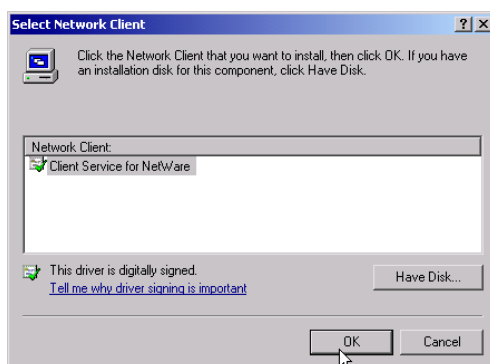 Select Network Client
Click the Network Client that you want to install, then click OK. If you have
an installation disk for this component, click Have Disk.
Network Client:
Client Service for NetWare
This driver is digitally signed.
Tell me why driver signing is important
Have Disk...
OK
Cancel